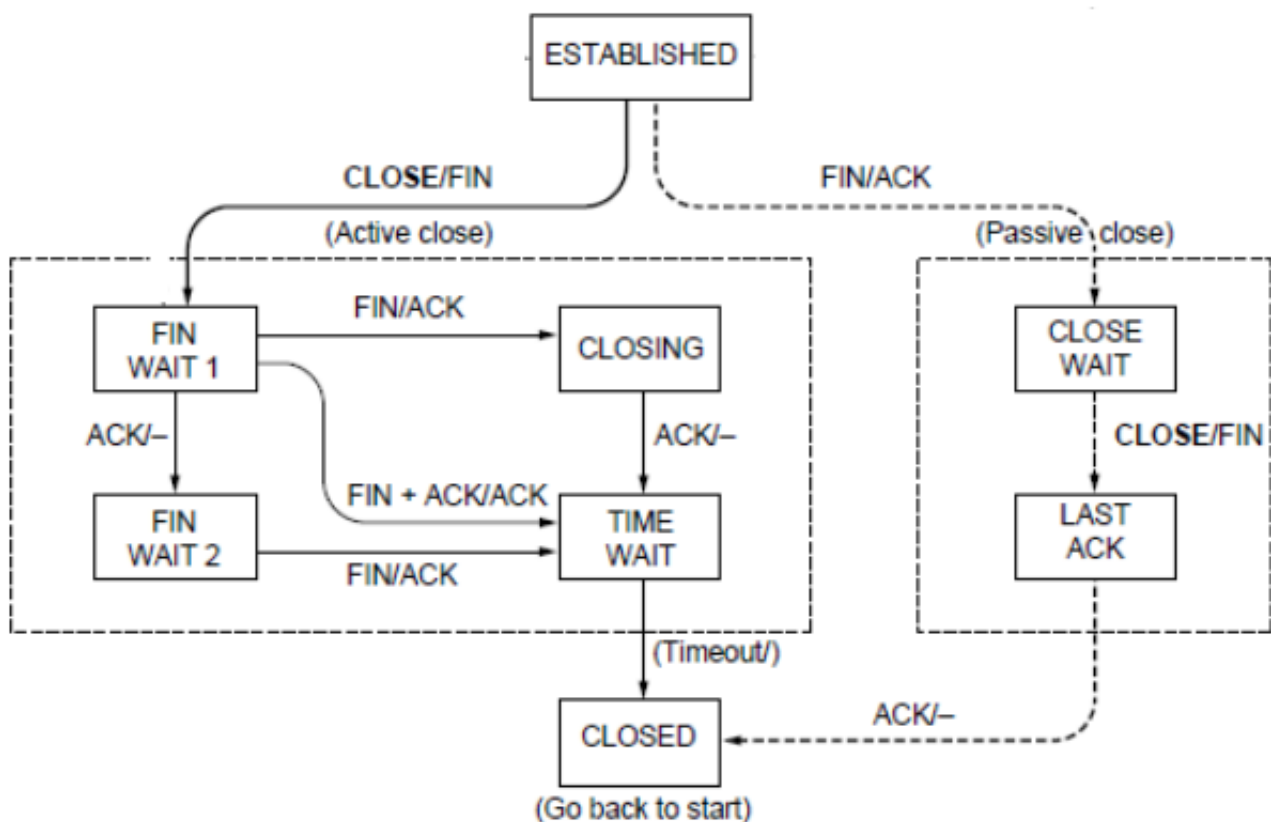 ESTABLISHED
CLOSE/FIN
FIN/ACK
(Active close)
(Passive close)
FIN
WAIT 1
FIN/ACK
CLOSING
CLOSE
WAIT
ACK/–
ACK/–
CLOSE/FIN
FIN + ACK/ACK
FIN
WAIT 2
TIME
WAIT
LAST
ACK
FIN/ACK
(Timeout/)
CLOSED
ACK/–
(Go back to start)